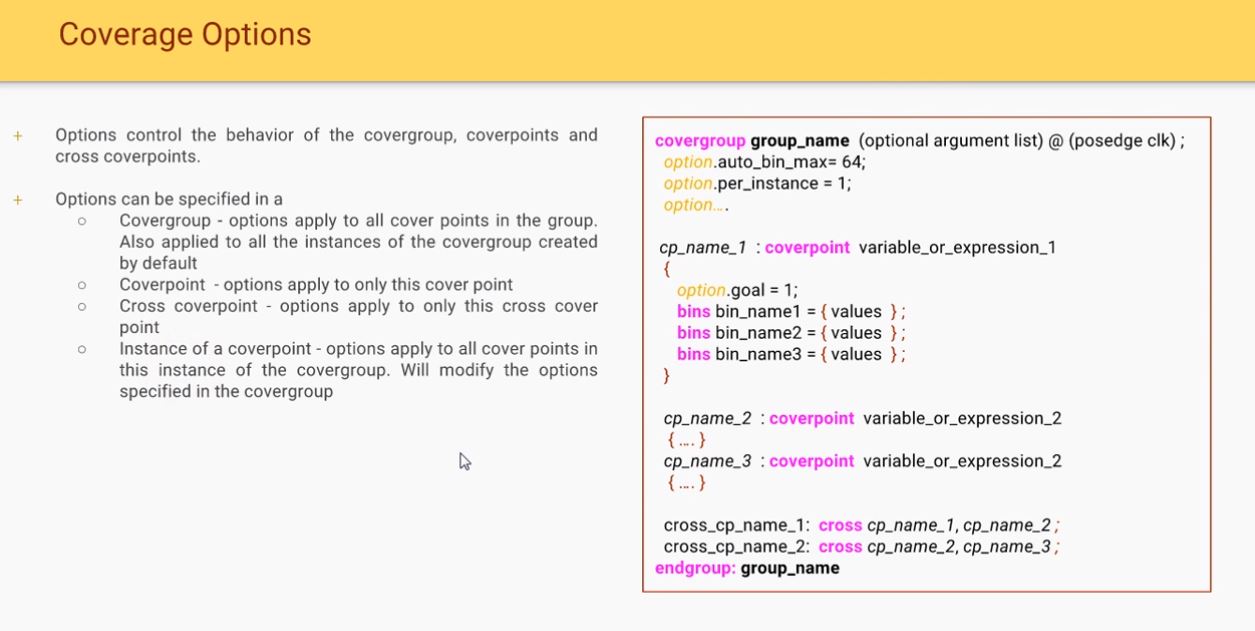 Coverage Options
+ Options control the behavior of the covergroup, coverpoints and
cross coverpoints.
+ Options can be specified in a
○ Covergroup - options apply to all cover points in the group.
Also applied to all the instances of the covergroup created
by default
○ Coverpoint - options apply to only this cover point
○ Cross coverpoint - options apply to only this cross cover
point
○ Instance of a coverpoint - options apply to all cover points in
this instance of the covergroup. Will modify the options
specified in the covergroup
covergroup group_name (optional argument list) @ (posedge clk) ;
option.auto_bin_max= 64;
option.per_instance = 1;
option....
cp_name_1 : coverpoint variable_or_expression_1
{
option.goal = 1;
bins bin_name1 = { values } ;
bins bin_name2 = { values } ;
bins bin_name3 = { values } ;
}
cp_name_2 : coverpoint variable_or_expression_2
{ .... }
cp_name_3 : coverpoint variable_or_expression_2
{ .... }
cross_cp_name_1: cross cp_name_1, cp_name_2 ;
cross_cp_name_2: cross cp_name_2, cp_name_3 ;
endgroup: group_name